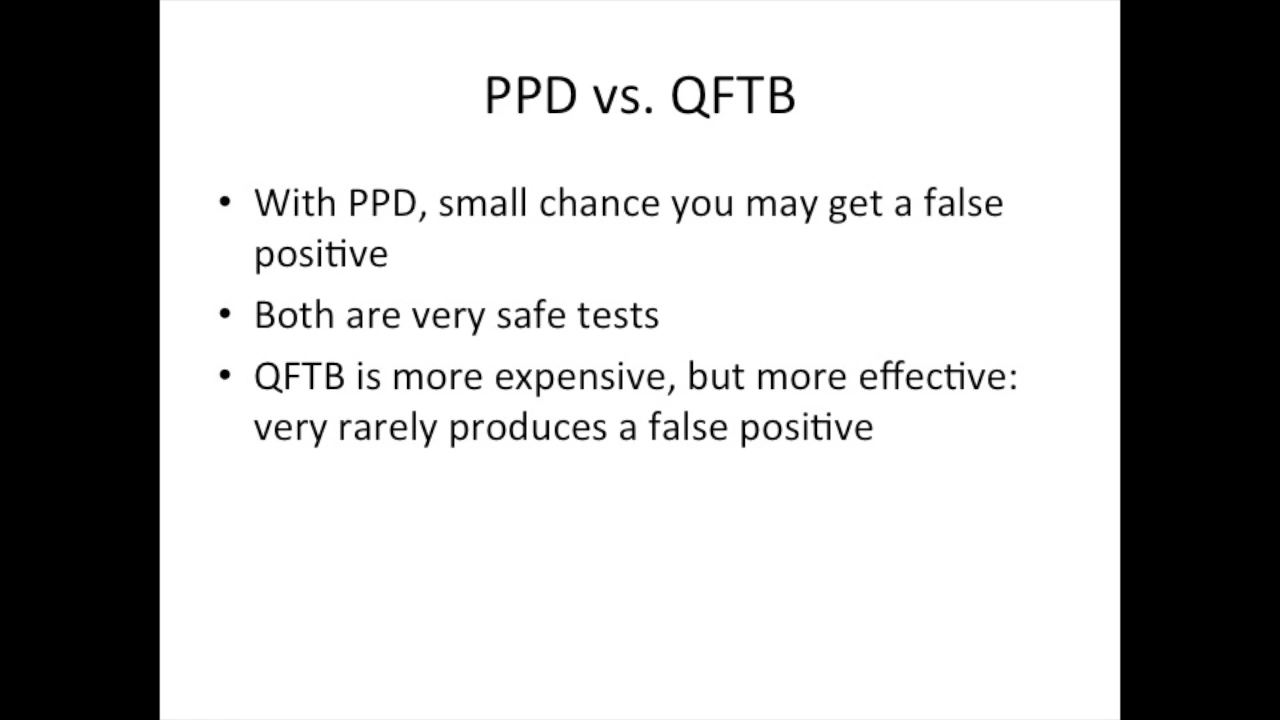 PPD vs. QFTB
• With PPD, small chance you may get a false
positive
• Both are very safe tests
• QFTB is more expensive, but more effective:
very rarely produces a false positive